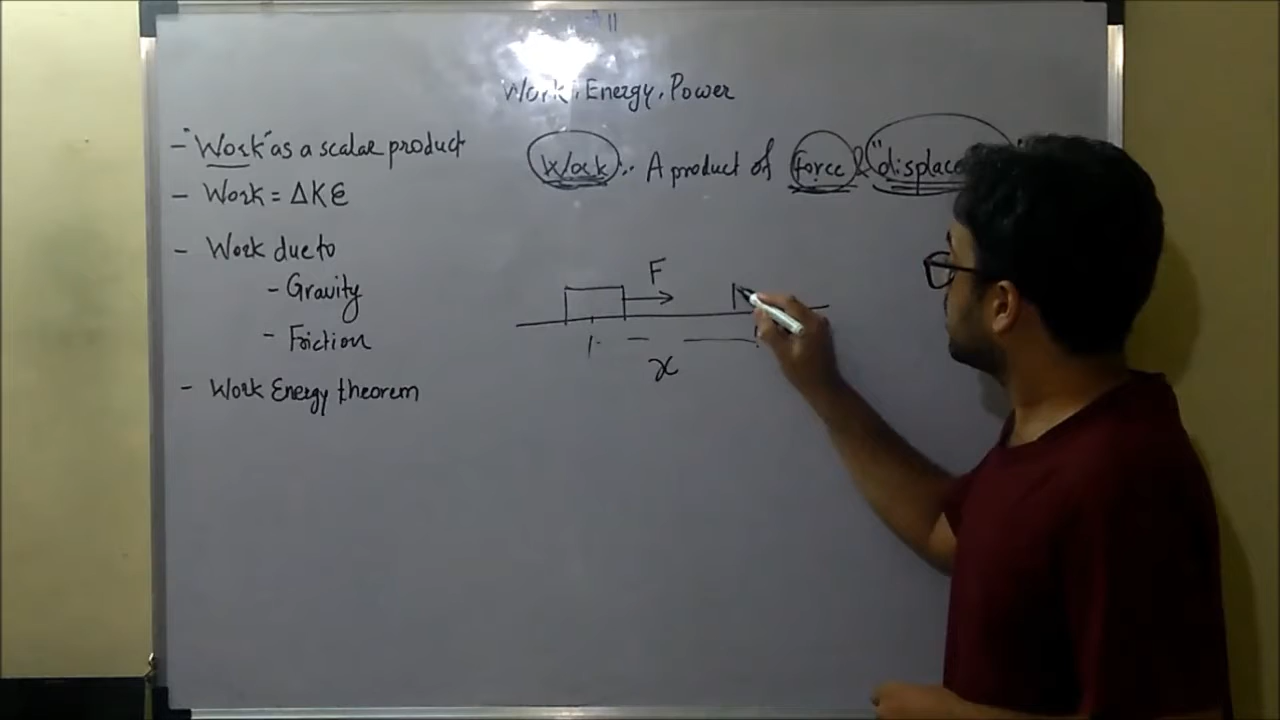 Work, Energy, Power
- "Work" as a scalar product
- Work = ΔKE
- Work due to
- Gravity
- Friction
- Work Energy theorem
Work :- A product of force & "displace
F
x